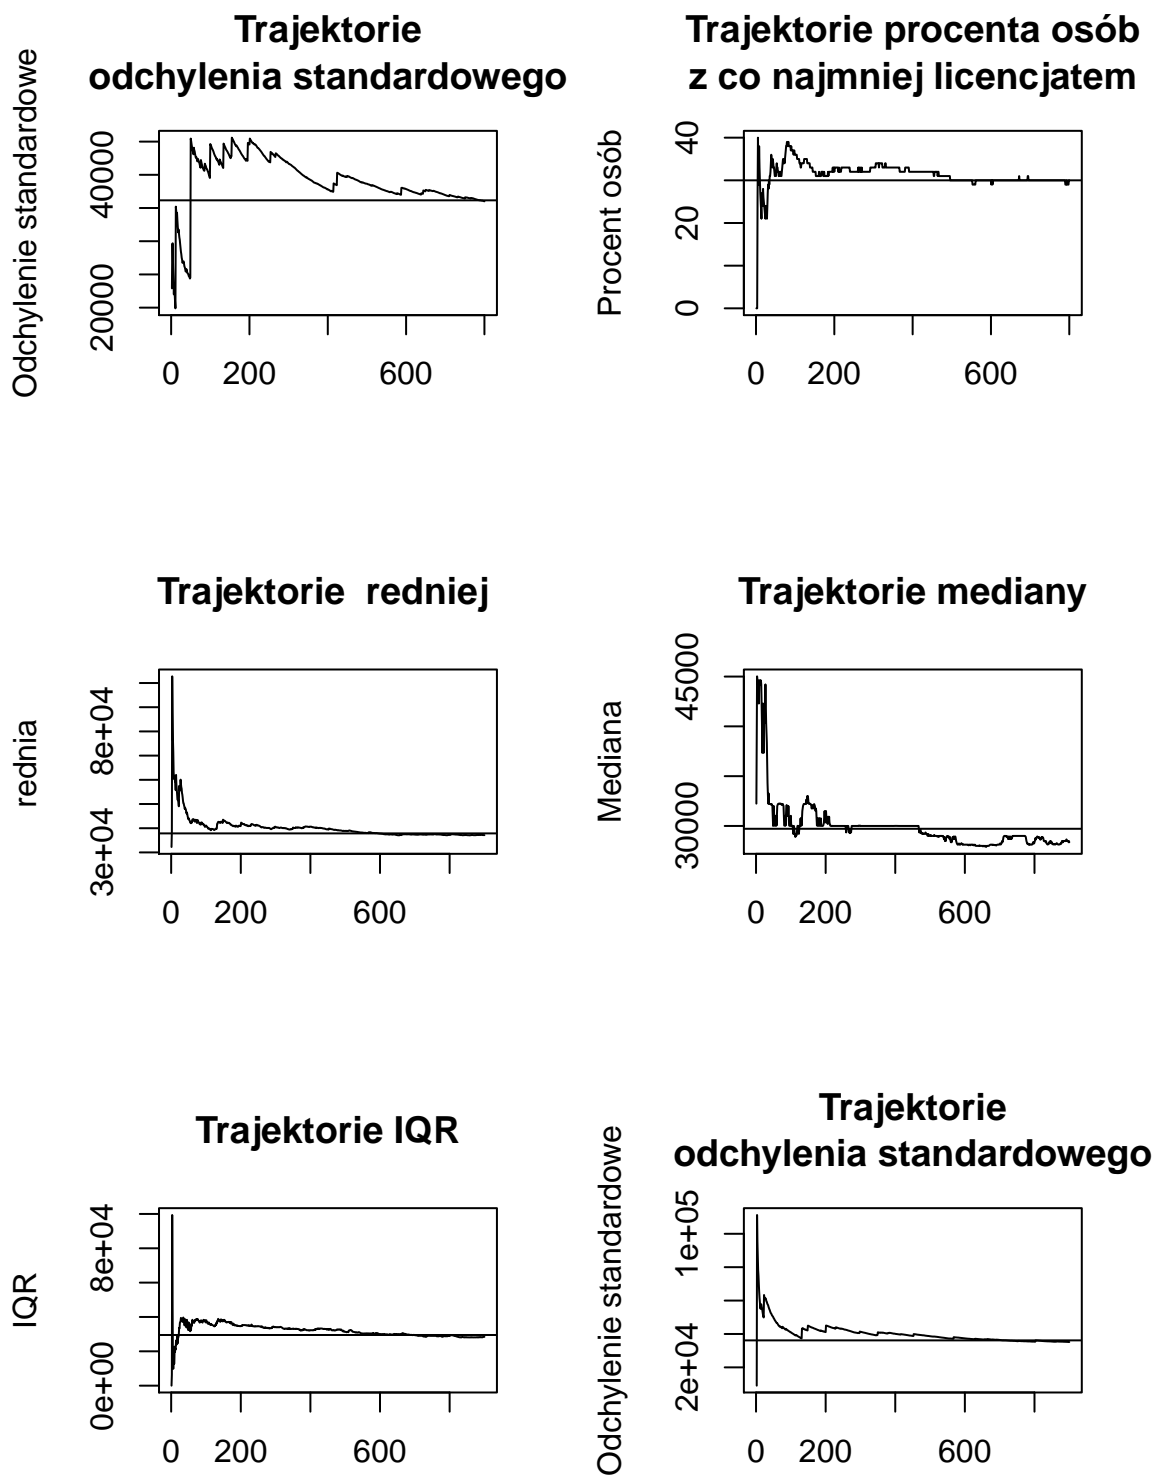 Trajektorie
odchylenia standardowego
Odchylenie standardowe
20000
40000
0
200
600
Trajektorie procenta osób
z co najmniej licencjatem
Procent osób
0
20
40
0
200
600
Trajektorie  redniej
rednia
3e+04
8e+04
0
200
600
Trajektorie mediany
Mediana
30000
45000
0
200
600
Trajektorie IQR
IQR
0e+00
8e+04
0
200
600
Trajektorie
odchylenia standardowego
Odchylenie standardowe
2e+04
1e+05
0
200
600